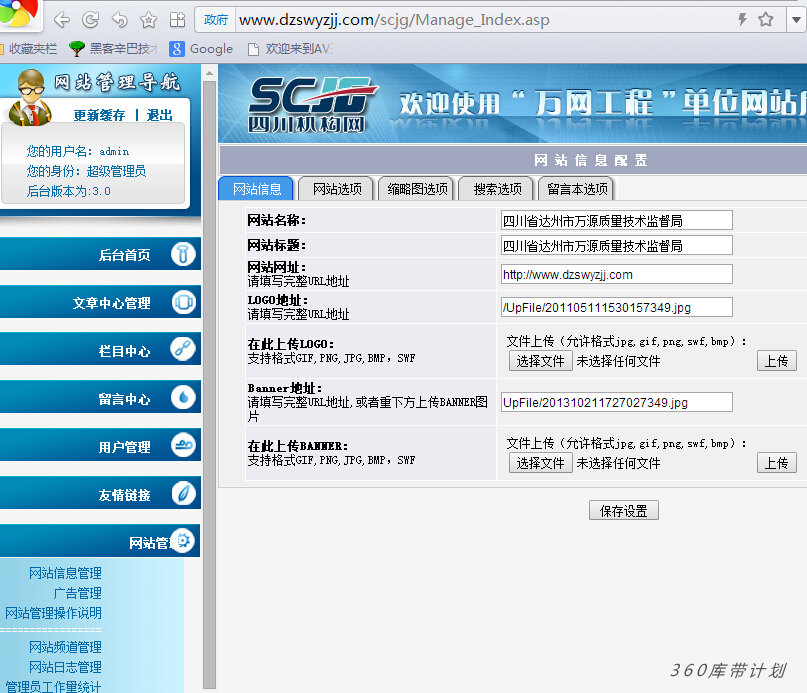 政府 www.dzswyzjj.com/scjg/Manage_Index.asp
收藏夹栏 黑客辛巴技术 Google 欢迎来到AV
网站管理导航
更新缓存 | 退出
您的用户名: admin
您的身份: 超级管理员
后台版本为:3.0
后台首页
文章中心管理
栏目中心
留言中心
用户管理
友情链接
网站管
网站信息管理
广告管理
网站管理操作说明
网站频道管理
网站日志管理
管理员工作量统计
SCJG
四川机构网
欢迎使用“万网工程”单位网站
网站信息配置
网站信息 网站选项 缩略图选项 搜索选项 留言本选项
网站名称: 四川省达州市万源质量技术监督局
网站标题: 四川省达州市万源质量技术监督局
网站网址:
请填写完整URL地址
http://www.dzswyzjj.com
LOGO地址:
请填写完整URL地址
/UpFile/201105111530157349.jpg
在此上传LOGO:
支持格式GIF,PNG,JPG,BMP，SWF
文件上传（允许格式jpg,gif,png,swf,bmp）:
选择文件 未选择任何文件 上传
Banner地址:
请填写完整URL地址,或者重下方上传BANNER图
片
UpFile/201310211727027349.jpg
在此上传BANNER:
支持格式GIF,PNG,JPG,BMP，SWF
文件上传（允许格式jpg,gif,png,swf,bmp）:
选择文件 未选择任何文件 上传
保存设置
360库带计划